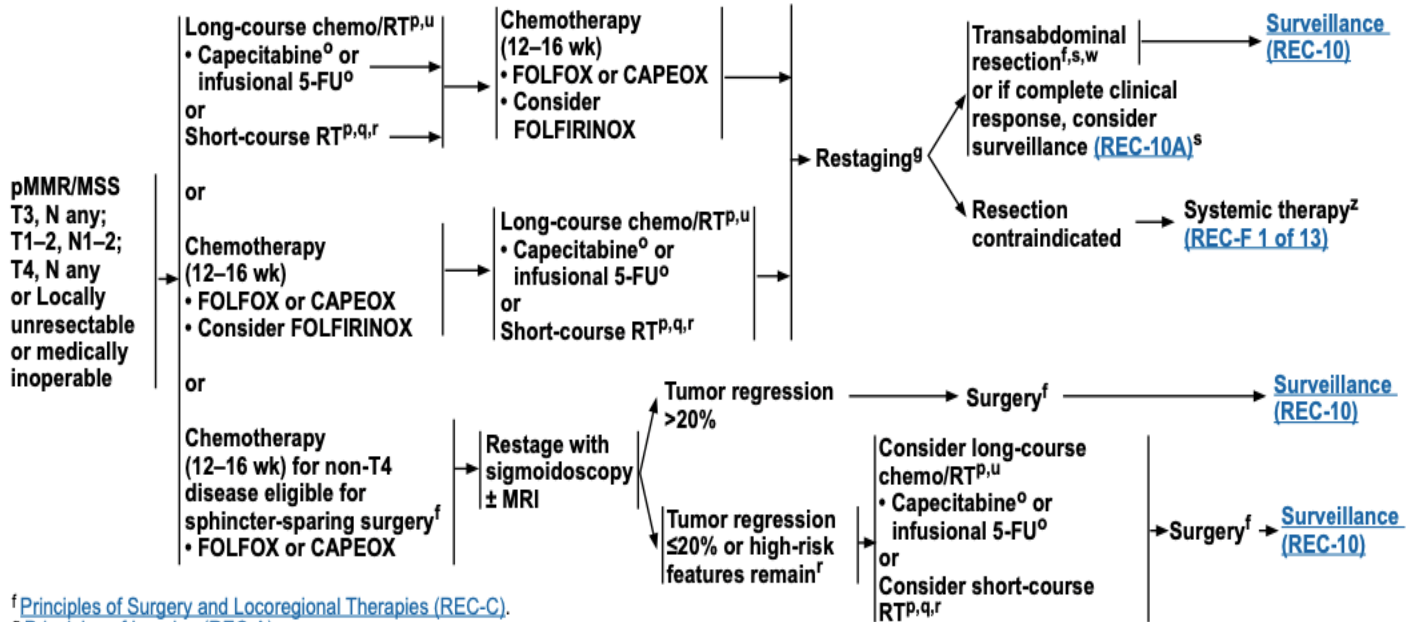 pMMR/MSS
T3, N any;
T1–2, N1–2;
T4, N any
or Locally
unresectable
or medically
inoperable
Long-course chemo/RTp,u
• Capecitabineo or
infusional 5-FUo
or
Short-course RTp,q,r
or
Chemotherapy
(12–16 wk)
• FOLFOX or CAPEOX
• Consider FOLFIRINOX
or
Chemotherapy
(12–16 wk) for non-T4
disease eligible for
sphincter-sparing surgeryf
• FOLFOX or CAPEOX
Chemotherapy
(12–16 wk)
• FOLFOX or CAPEOX
• Consider
FOLFIRINOX
Long-course chemo/RTp,u
• Capecitabineo or
infusional 5-FUo
or
Short-course RTp,q,r
Restagingg
Transabdominal
resectionf,s,w
or if complete clinical
response, consider
surveillance (REC-10A)s
Surveillance
(REC-10)
Resection
contraindicated
Systemic therapyz
(REC-F 1 of 13)
Restage with
sigmoidoscopy
± MRI
Tumor regression
>20%
Surgeryf
Surveillance
(REC-10)
Tumor regression
≤20% or high-risk
features remainr
Consider long-course
chemo/RTp,u
• Capecitabineo or
infusional 5-FUo
or
Consider short-course
RTp,q,r
Surgeryf
Surveillance
(REC-10)
f Principles of Surgery and Locoregional Therapies (REC-C).